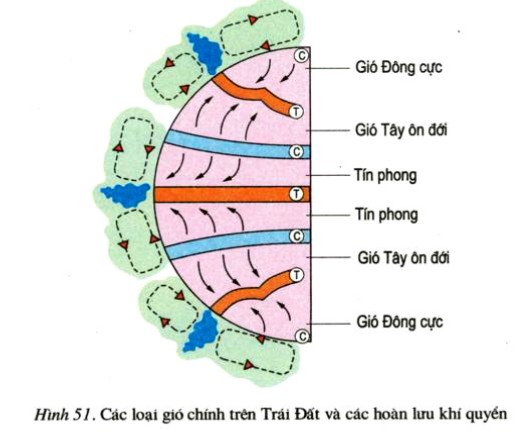 C
Gió Đông cực
T
Gió Tây ôn đới
C
Tín phong
T
Tín phong
C
Gió Tây ôn đới
T
Gió Đông cực
C
Hình 51. Các loại gió chính trên Trái Đất và các hoàn lưu khí quyển